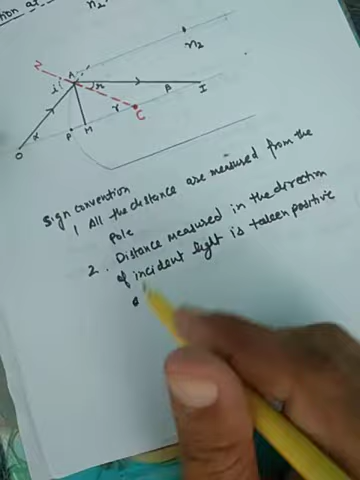 n₂
n₂
N
A
i
r
α
P
M
γ
C
β
I
O
Sign convention
1 All the distance are measured from the
pole
2. Distance measured in the direction
of incident light is taken positive